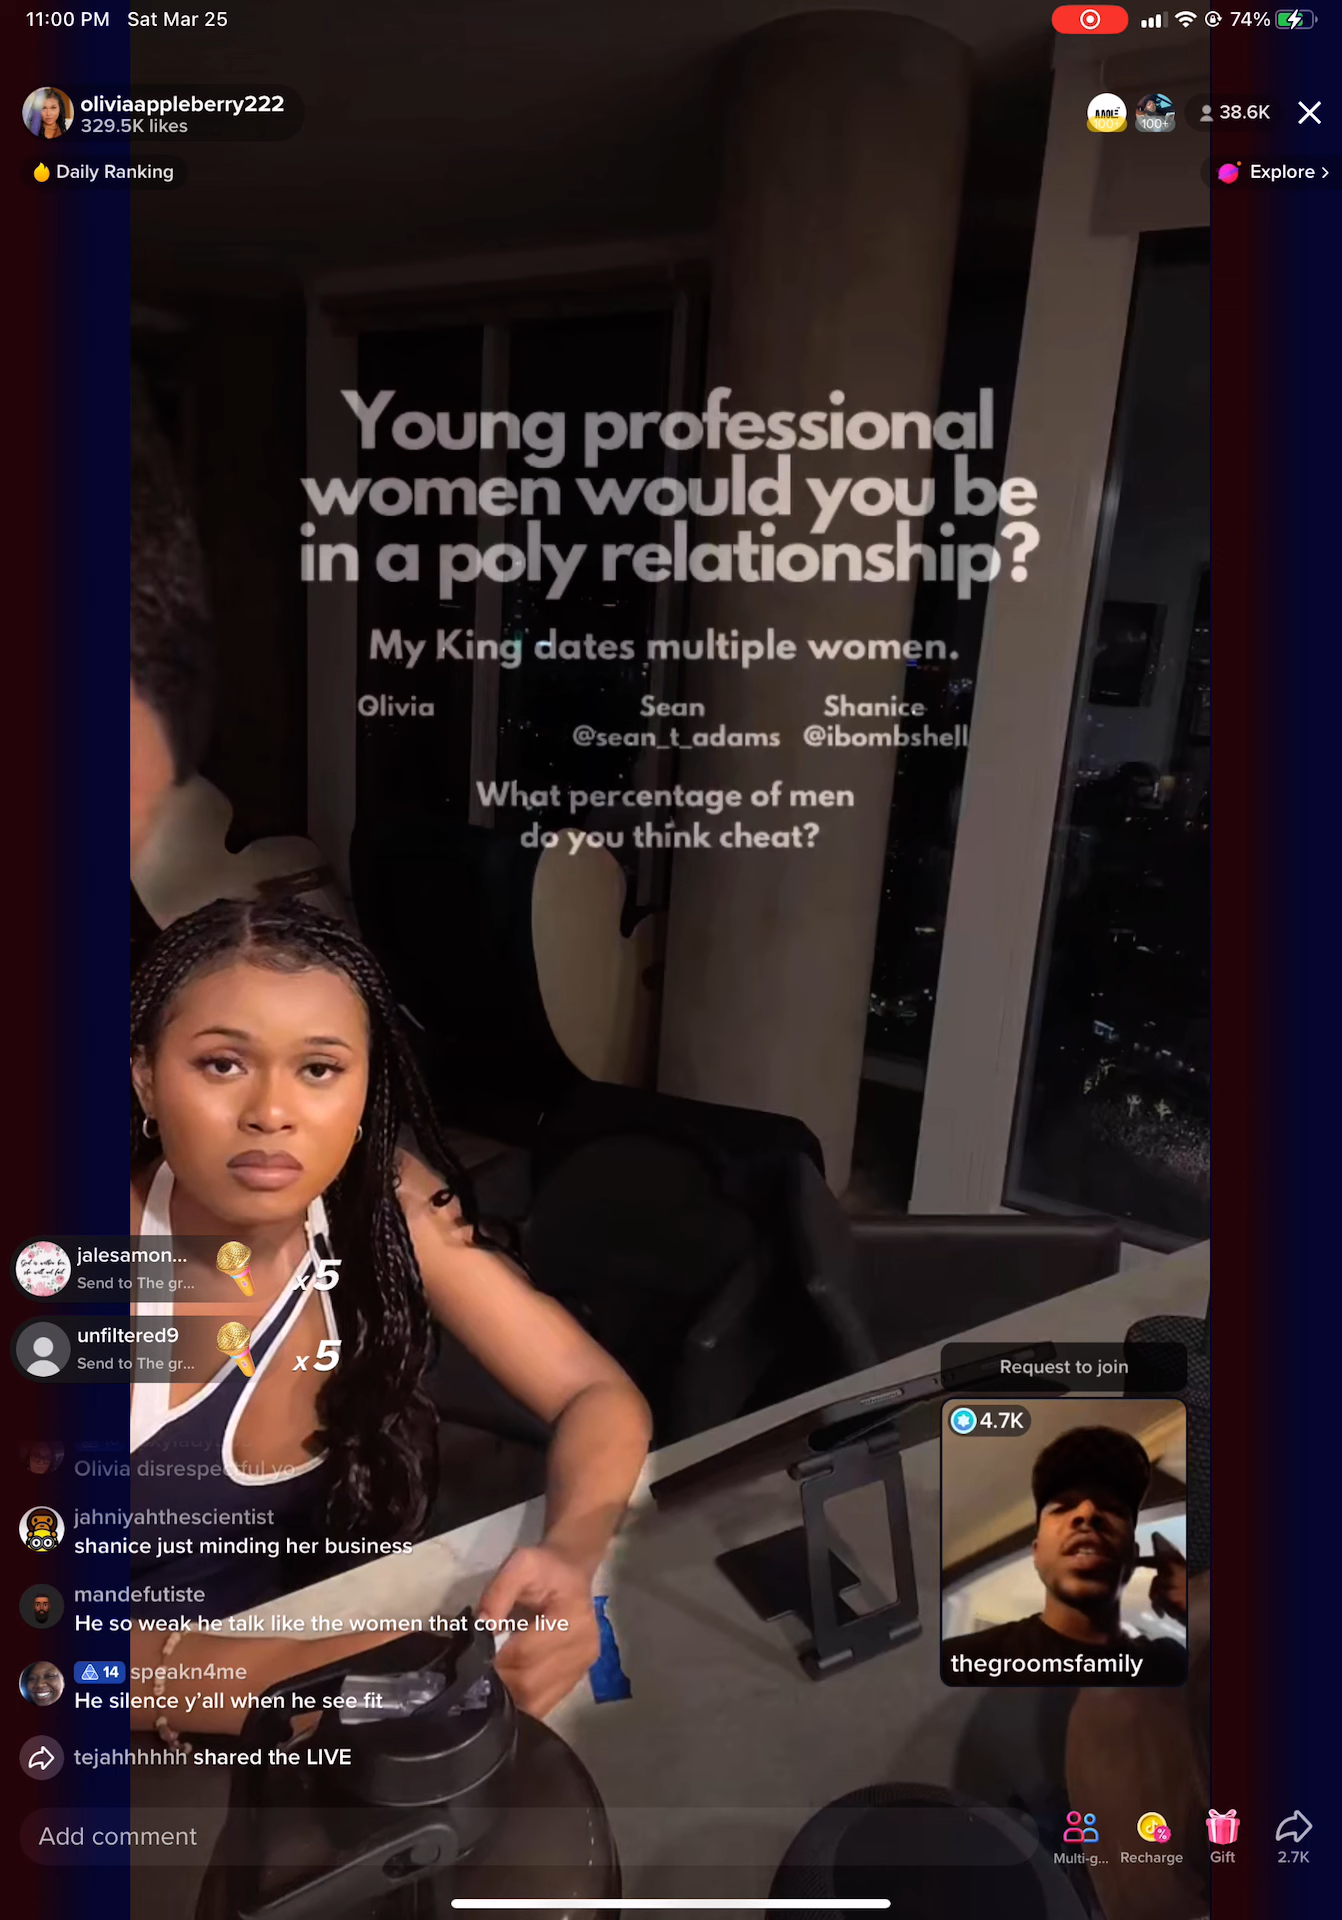 11:00 PM Sat Mar 25
74%
oliviaappleberry222
329.5K likes
100+
100+
38.6K
Daily Ranking
Explore >
Young professional
women would you be
in a poly relationship?
My King dates multiple women.
Olivia Sean Shanice
@sean_t_adams @ibombshell
What percentage of men
do you think cheat?
jalesamon...
Send to The gr...
x5
unfiltered9
Send to The gr...
x5
Request to join
4.7K
thegroomsfamily
Olivia disrespectful yo
jahniyahthescientist
shanice just minding her business
mandefutiste
He so weak he talk like the women that come live
14 speakn4me
He silence y'all when he see fit
tejahhhhhh shared the LIVE
Add comment
Multi-g... Recharge Gift 2.7K